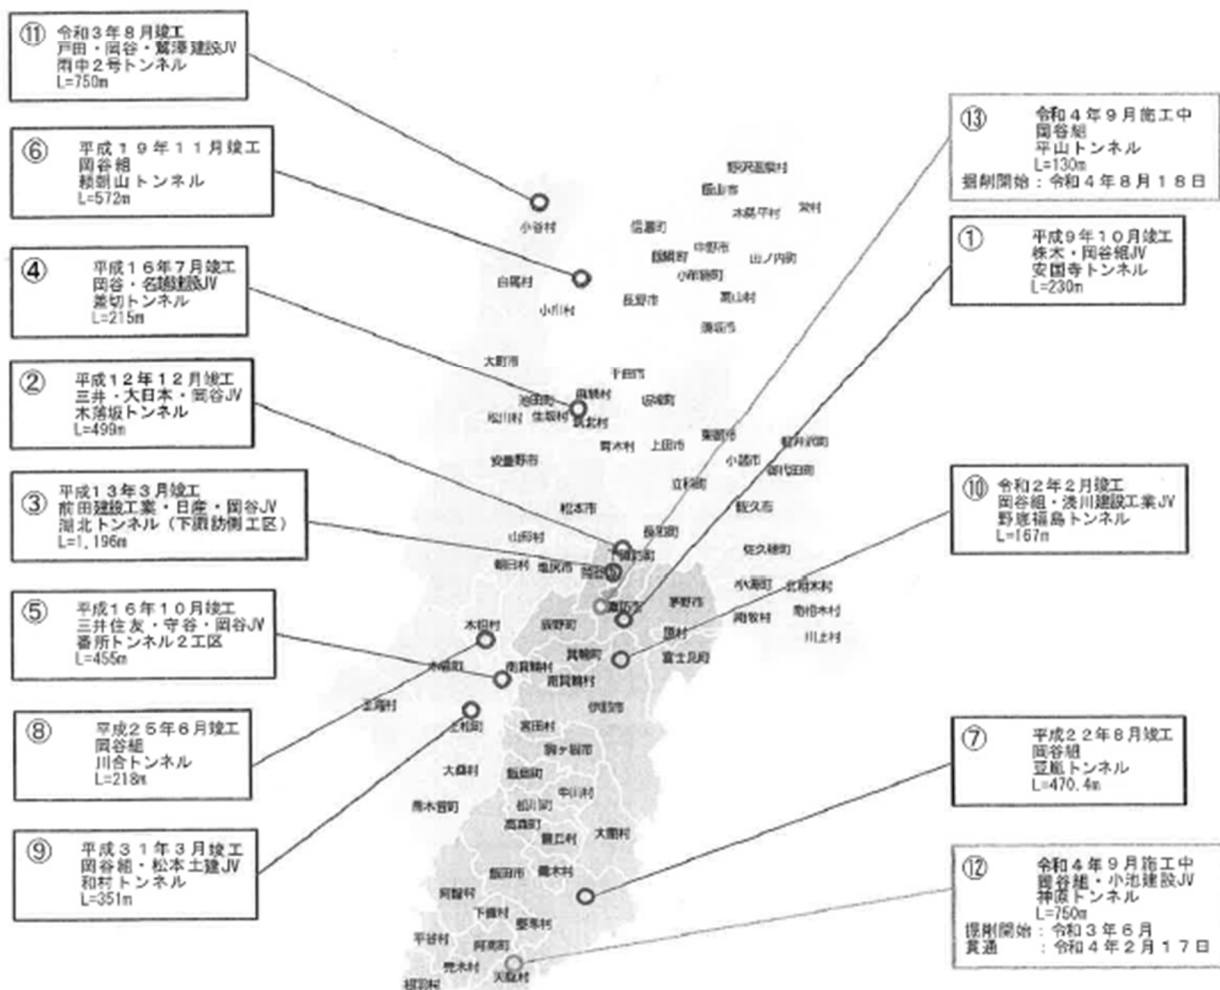 ⑪ 令和3年8月竣工
戸田・岡谷・鷲澤建設JV
雨中2号トンネル
L=750m
⑥ 平成19年11月竣工
岡谷組
頼朝山トンネル
L=572m
④ 平成16年7月竣工
岡谷・名越建設JV
差切トンネル
L=215m
② 平成12年12月竣工
三井・大日本・岡谷JV
木落坂トンネル
L=499m
③ 平成13年3月竣工
前田建設工業・日産・岡谷JV
湖北トンネル(下諏訪側工区)
L=1,196m
⑤ 平成16年10月竣工
三井住友・守谷・岡谷JV
番所トンネル2工区
L=455m
⑧ 平成25年6月竣工
岡谷組
川合トンネル
L=218m
⑨ 平成31年3月竣工
岡谷組・松本土建JV
和村トンネル
L=351m
⑬ 令和4年9月施工中
岡谷組
平山トンネル
L=130m
掘削開始:令和4年8月18日
① 平成9年10月竣工
株木・岡谷組JV
安国寺トンネル
L=230m
⑩ 令和2年2月竣工
岡谷組・浅川建設工業JV
野底福島トンネル
L=167m
⑦ 平成22年8月竣工
岡谷組
豆嵐トンネル
L=470.4m
⑫ 令和4年9月施工中
岡谷組・小池建設JV
神原トンネル
L=750m
掘削開始:令和3年6月
貫通 :令和4年2月17日
野沢温泉村
飯山市
木島平村
栄村
小谷村
信濃町
中野市
飯綱町
山ノ内町
小布施町
白馬村
高山村
小川村
長野市
須坂市
大町市
千曲市
池田町
麻績村
坂城町
松川村
生坂村
筑北村
青木村
上田市
東御市
軽井沢町
安曇野市
小諸市
御代田町
立科町
松本市
佐久市
山形村
長和町
下諏訪町
佐久穂町
朝日村
塩尻市
岡谷市
小海町
北相木村
諏訪市
茅野市
南牧村
南相木村
木祖村
辰野町
原村
川上村
箕輪町
富士見町
木曽町
南箕輪村
南箕輪村
王滝村
伊那市
上松町
宮田村
駒ヶ根市
大桑村
飯島町
中川村
南木曽町
松川町
高森町
豊丘村
大鹿村
飯田市
喬木村
阿智村
下條村
泰阜村
平谷村
阿南町
売木村
天龍村
根羽村